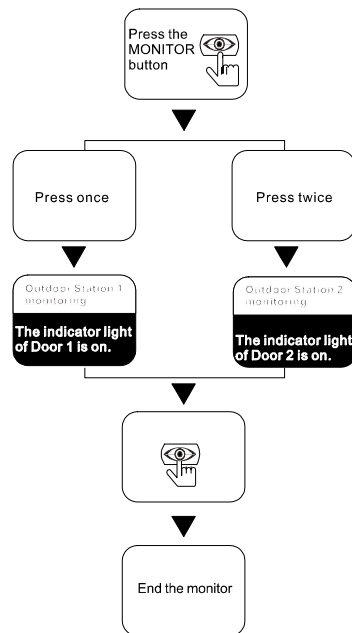 Press the
MONITOR
button
Press once
Press twice
Outdoor Station 1
monitoring
Outdoor Station 2
monitoring
The indicator light
of Door 1 is on.
The indicator light
of Door 2 is on.
End the monitor